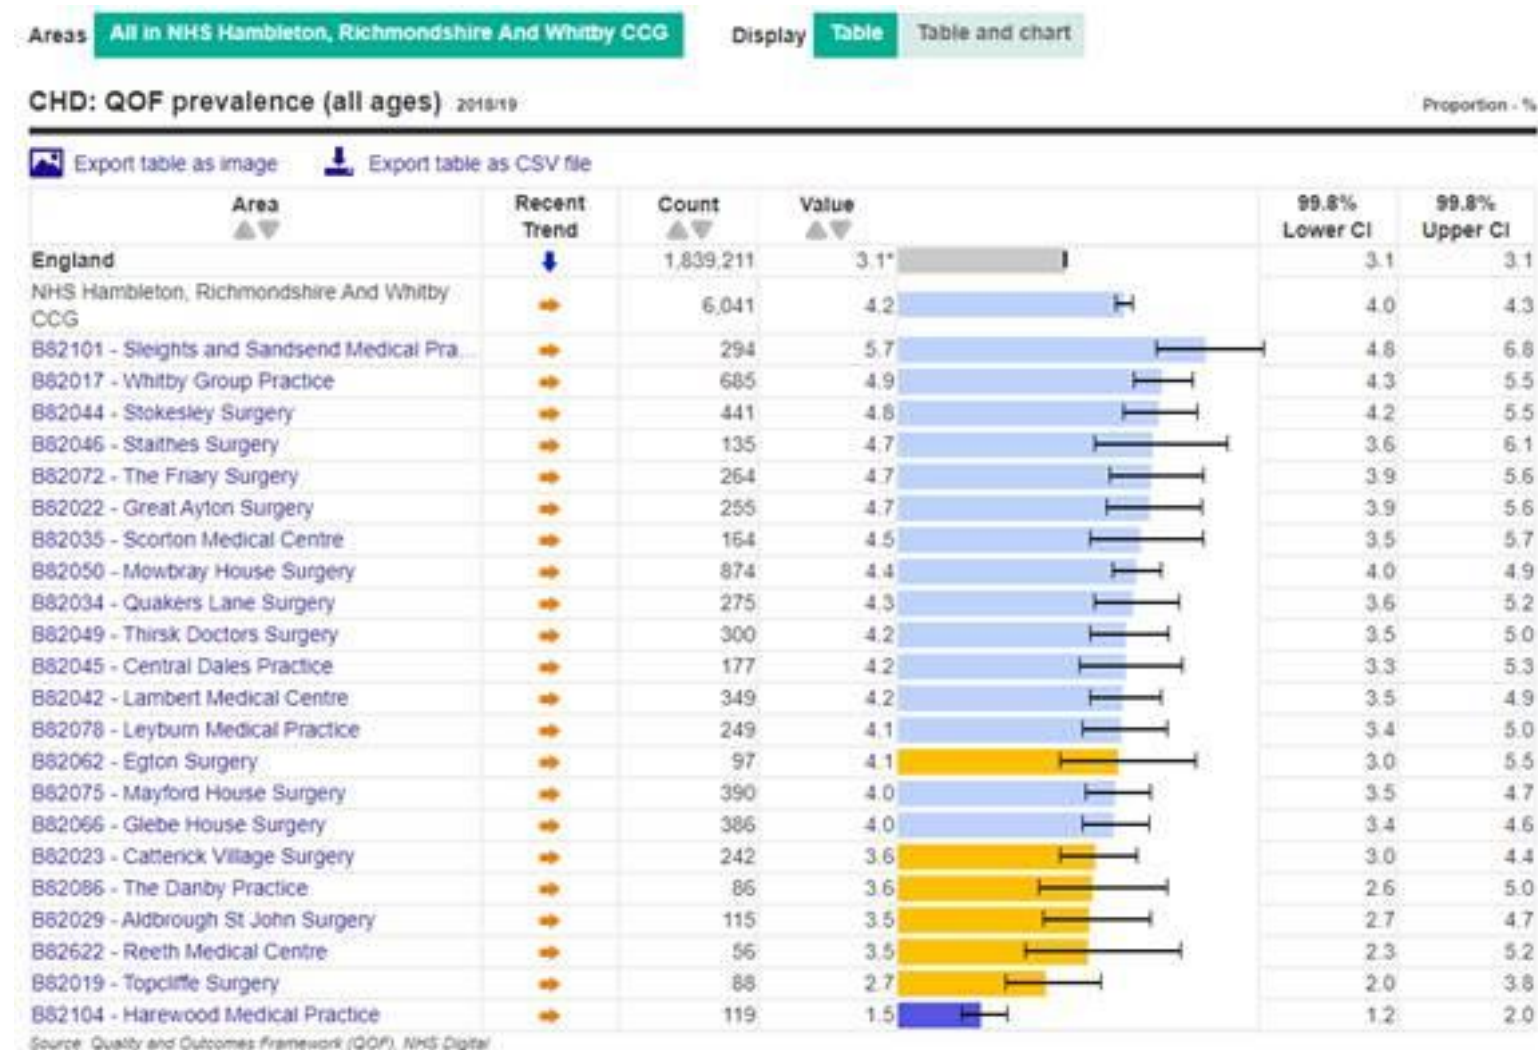 Areas All in NHS Hambleton, Richmondshire And Whitby CCG Display Table Table and chart
CHD: QOF prevalence (all ages) 2018/19 Proportion - %
Export table as image Export table as CSV file
Area Recent Trend Count Value 99.8% Lower CI 99.8% Upper CI
England 1,839,211 3.1* 3.1 3.1
NHS Hambleton, Richmondshire And Whitby
CCG 6,041 4.2 4.0 4.3
B82101 - Sleights and Sandsend Medical Pra... 294 5.7 4.8 6.8
B82017 - Whitby Group Practice 685 4.9 4.3 5.5
B82044 - Stokesley Surgery 441 4.8 4.2 5.5
B82046 - Staithes Surgery 135 4.7 3.6 6.1
B82072 - The Friary Surgery 264 4.7 3.9 5.6
B82022 - Great Ayton Surgery 255 4.7 3.9 5.6
B82035 - Scorton Medical Centre 164 4.5 3.5 5.7
B82050 - Mowbray House Surgery 874 4.4 4.0 4.9
B82034 - Quakers Lane Surgery 275 4.3 3.6 5.2
B82049 - Thirsk Doctors Surgery 300 4.2 3.5 5.0
B82045 - Central Dales Practice 177 4.2 3.3 5.3
B82042 - Lambert Medical Centre 349 4.2 3.5 4.9
B82078 - Leyburn Medical Practice 249 4.1 3.4 5.0
B82062 - Egton Surgery 97 4.1 3.0 5.5
B82075 - Mayford House Surgery 390 4.0 3.5 4.7
B82066 - Glebe House Surgery 386 4.0 3.4 4.6
B82023 - Catterick Village Surgery 242 3.6 3.0 4.4
B82086 - The Danby Practice 86 3.6 2.6 5.0
B82029 - Aldbrough St John Surgery 115 3.5 2.7 4.7
B82622 - Reeth Medical Centre 56 3.5 2.3 5.2
B82019 - Topcliffe Surgery 88 2.7 2.0 3.8
B82104 - Harewood Medical Practice 119 1.5 1.2 2.0
Source: Quality and Outcomes Framework (QOF), NHS Digital